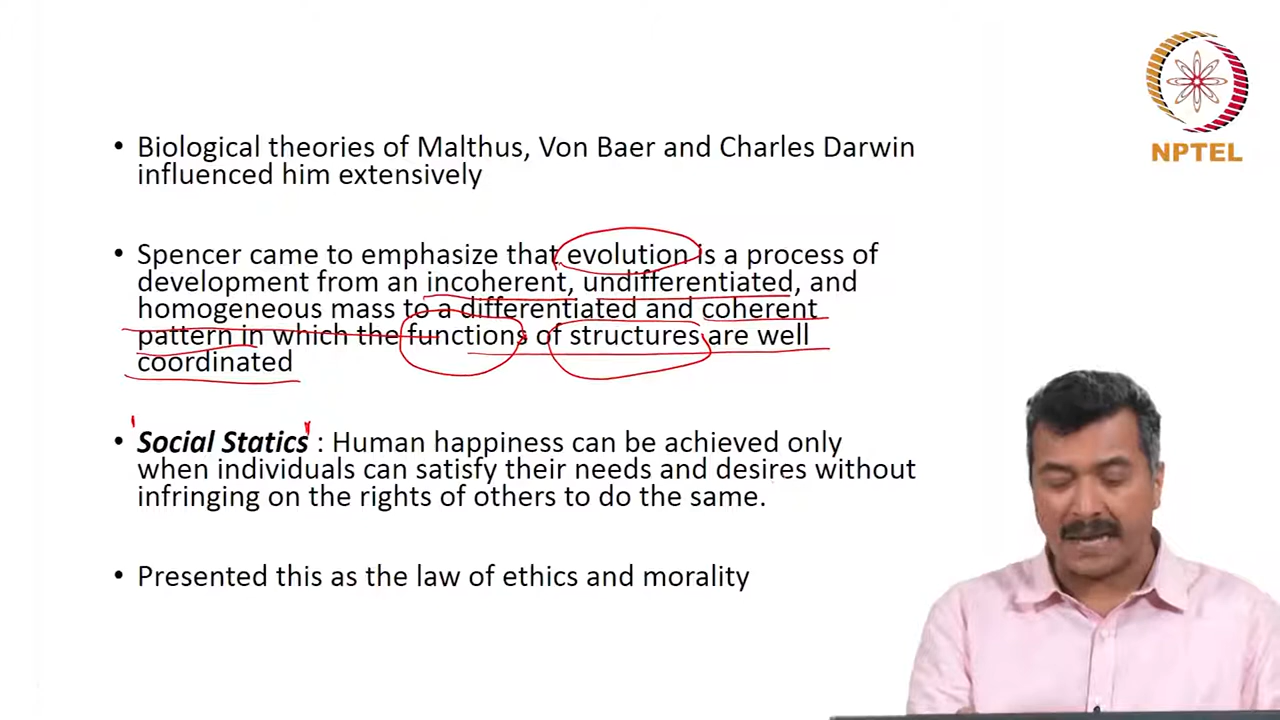 NPTEL
• Biological theories of Malthus, Von Baer and Charles Darwin
influenced him extensively
• Spencer came to emphasize that evolution is a process of
development from an incoherent, undifferentiated, and
homogeneous mass to a differentiated and coherent
pattern in which the functions of structures are well
coordinated
• 'Social Statics' : Human happiness can be achieved only
when individuals can satisfy their needs and desires without
infringing on the rights of others to do the same.
• Presented this as the law of ethics and morality